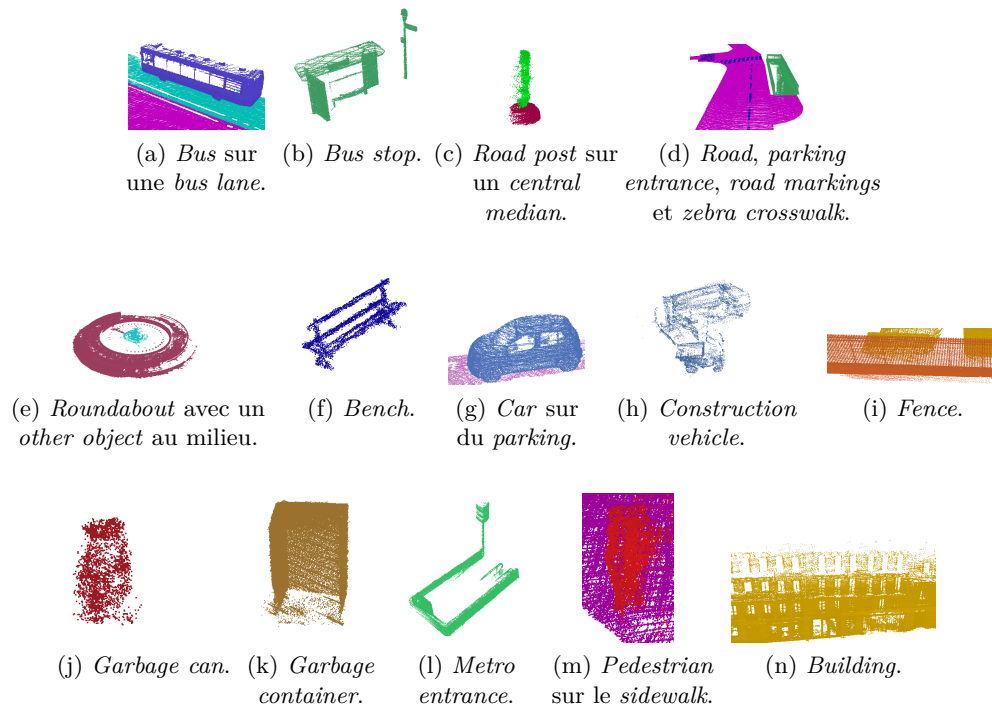 (a) Bus sur
une bus lane.
(b) Bus stop.
(c) Road post sur
un central
median.
(d) Road, parking
entrance, road markings
et zebra crosswalk.
(e) Roundabout avec un
other object au milieu.
(f) Bench.
(g) Car sur
du parking.
(h) Construction
vehicle.
(i) Fence.
(j) Garbage can.
(k) Garbage
container.
(l) Metro
entrance.
(m) Pedestrian
sur le sidewalk.
(n) Building.